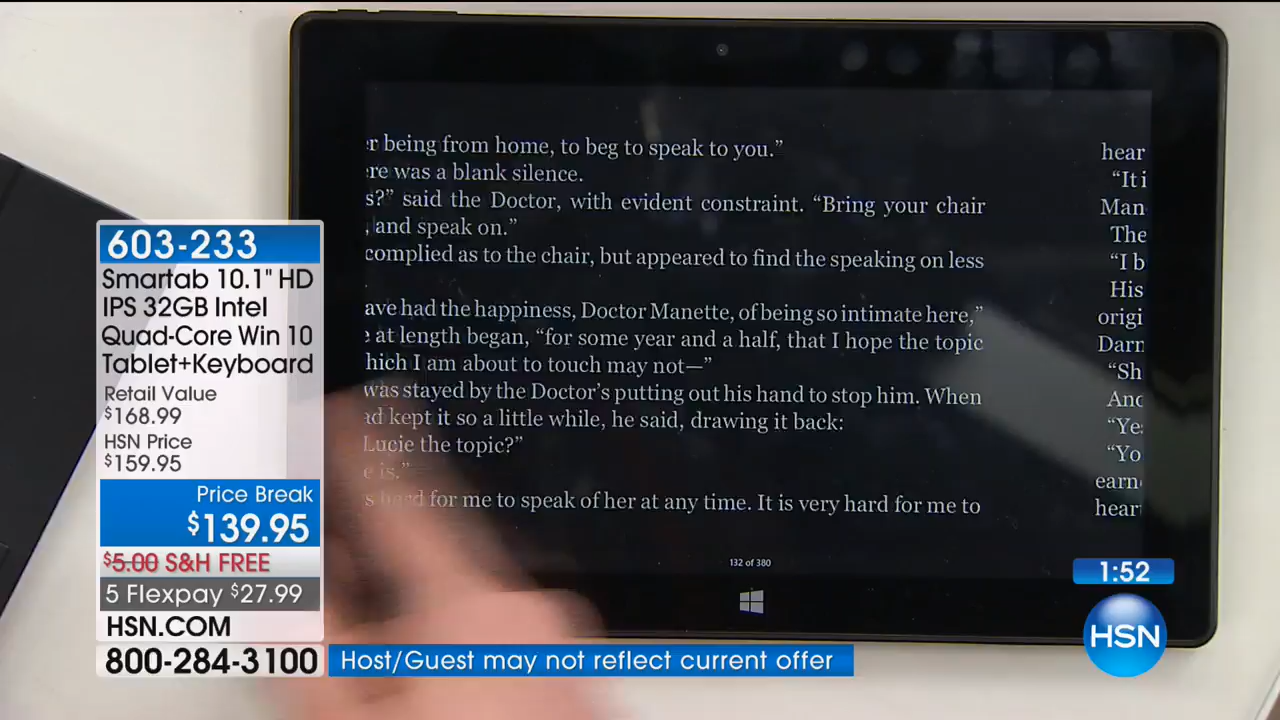 603-233
Smartab 10.1" HD
IPS 32GB Intel
Quad-Core Win 10
Tablet+Keyboard
Retail Value
$168.99
HSN Price
$159.95
Price Break
$139.95
$5.00 S&H FREE
5 Flexpay $27.99
HSN.COM
800-284-3100
Host/Guest may not reflect current offer
being from home, to beg to speak to you.”
was a blank silence.
said the Doctor, with evident constraint. “Bring your chair
and speak on.”
complied as to the chair, but appeared to find the speaking on less
had the happiness, Doctor Manette, of being so intimate here,”
at length began, “for some year and a half, that I hope the topic
I am about to touch may not—”
was stayed by the Doctor’s putting out his hand to stop him. When
kept it so a little while, he said, drawing it back:
Lucie the topic?”
is.”
hard for me to speak of her at any time. It is very hard for me to
hear
“It i
Man
The
“I b
His
origi
Darn
“Sh
And
“Yes
“Yo
earn
heart
132 of 380
1:52
HSN